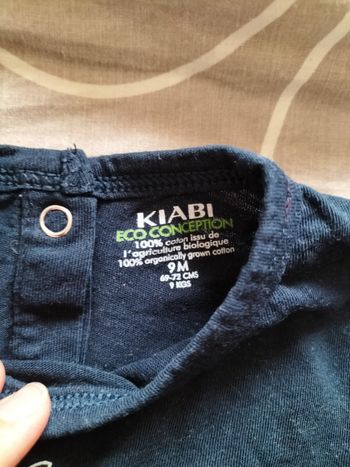 KIABI
ECO CONCEPTION
100% coton issu de
l'agriculture biologique
100% organically grown cotton
9M
69-72 CMS
9 KGS